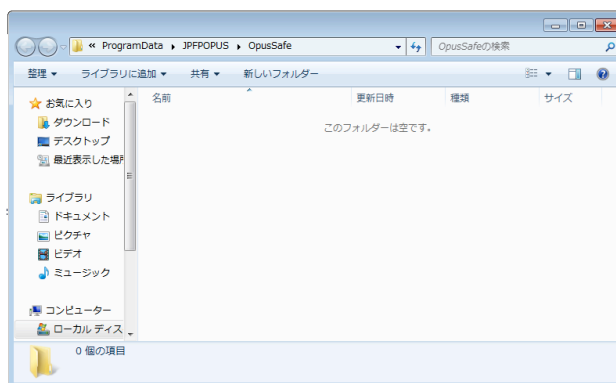 « ProgramData ▸ JPFPOPUS ▸ OpusSafe
OpusSafeの検索
整理 ライブラリに追加 共有 新しいフォルダー
名前 更新日時 種類 サイズ
このフォルダーは空です。
お気に入り
ダウンロード
デスクトップ
最近表示した場所
ライブラリ
ドキュメント
ピクチャ
ビデオ
ミュージック
コンピューター
ローカル ディス
0 個の項目